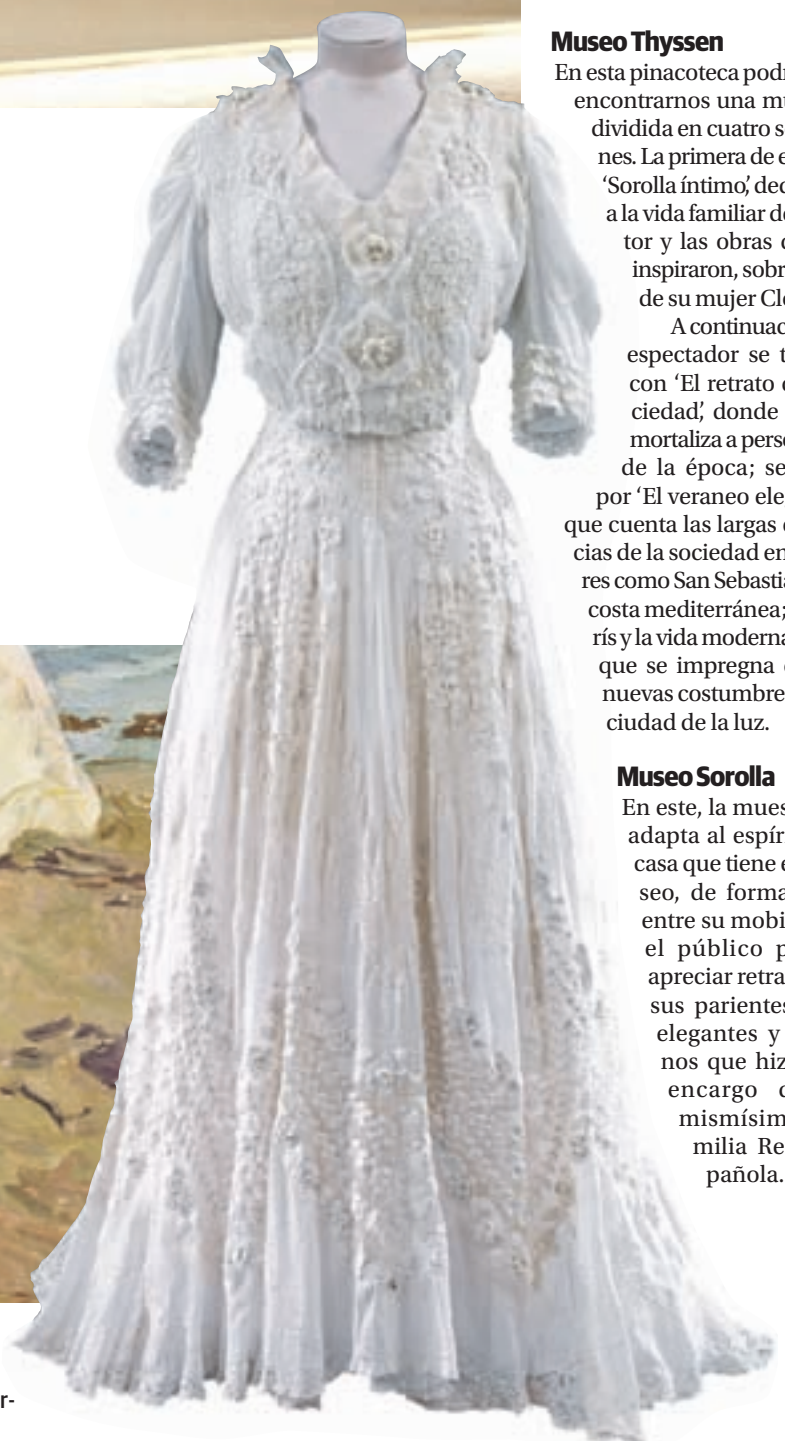 Museo Thyssen
En esta pinacoteca podr
encontrarnos una mu
dividida en cuatro s
nes. La primera de e
‘Sorolla íntimo’, dec
a la vida familiar d
tor y las obras
inspiraron, sobr
de su mujer Cl
A continuac
espectador se t
con ‘El retrato
ciedad’, donde
mortaliza a pers
de la época; se
por ‘El veraneo ele
que cuenta las largas
cias de la sociedad en
res como San Sebasti
costa mediterránea;
rís y la vida moderna
que se impregna
nuevas costumbre
ciudad de la luz.
Museo Sorolla
En este, la mues
adapta al espír
casa que tiene
seo, de forma
entre su mobi
el público p
apreciar retra
sus parientes
elegantes y
nos que hiz
encargo
mismísim
milia Re
pañola.
r-